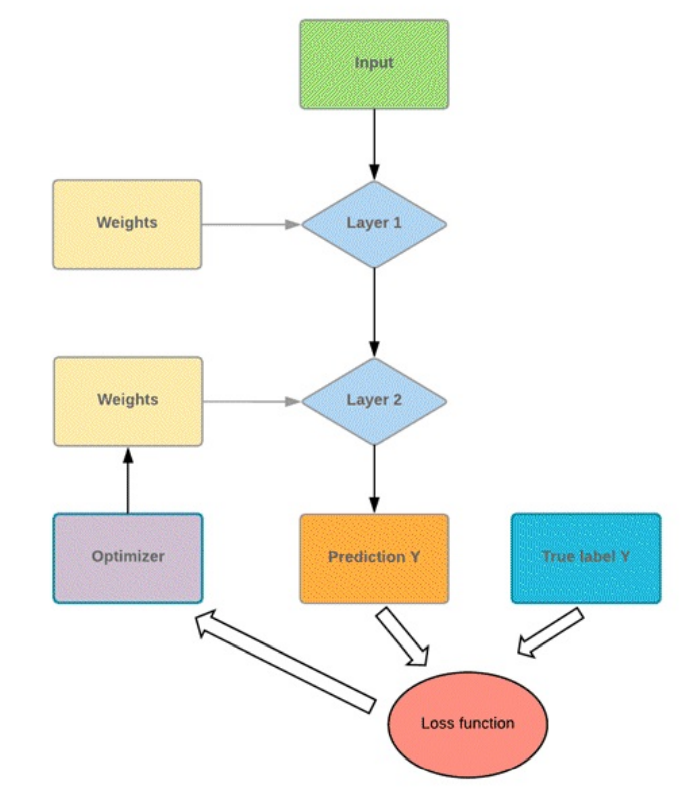 Input
Weights
Layer 1
Weights
Layer 2
Optimizer
Prediction Y
True label Y
Loss function